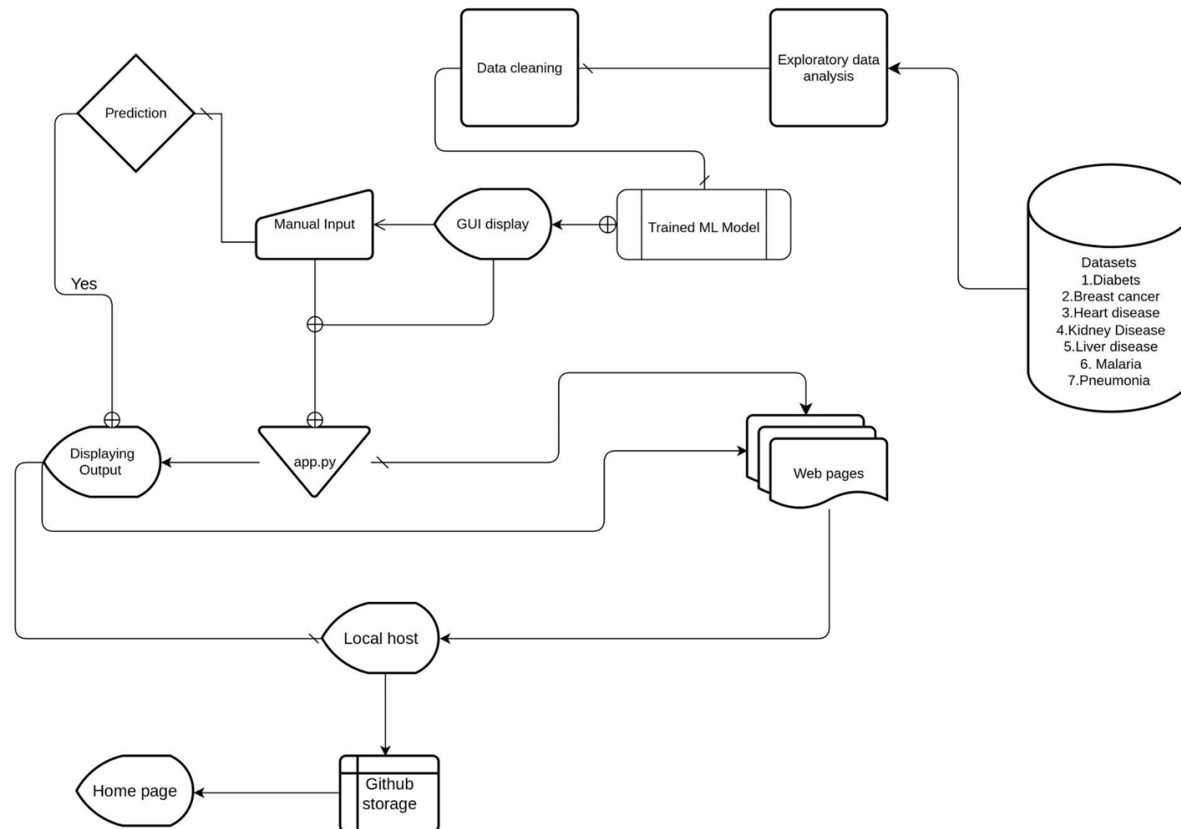 Data cleaning
Exploratory data
analysis
Prediction
Manual Input
GUI display
Trained ML Model
Datasets
1.Diabets
2.Breast cancer
3.Heart disease
4.Kidney Disease
5.Liver disease
6. Malaria
7.Pneumonia
Yes
Displaying
Output
app.py
Web pages
Local host
Github
storage
Home page